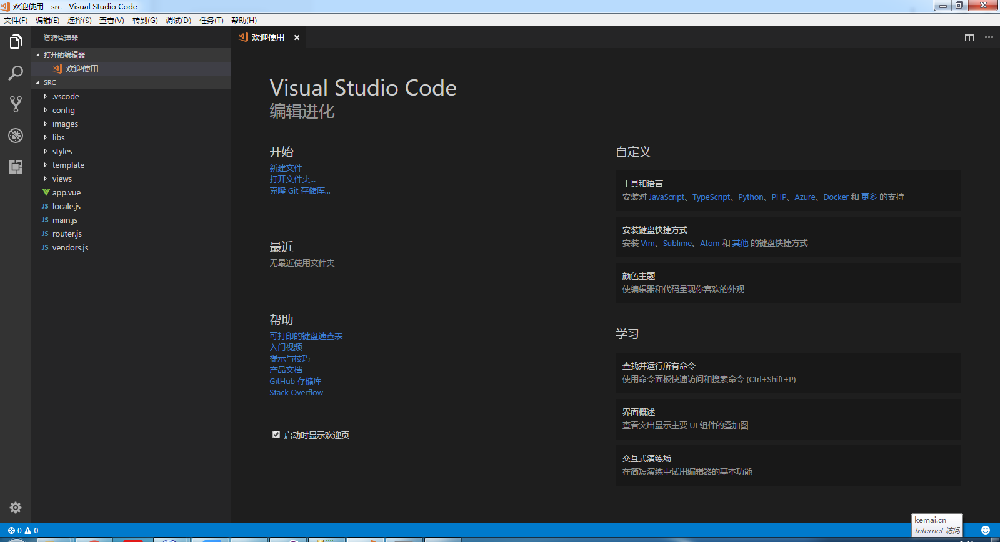 欢迎使用 - src - Visual Studio Code
文件(F) 编辑(E) 选择(S) 查看(V) 转到(G) 调试(D) 任务(T) 帮助(H)
资源管理器
打开的编辑器
欢迎使用
SRC
.vscode
config
images
libs
styles
template
views
app.vue
JS locale.js
JS main.js
JS router.js
JS vendors.js
欢迎使用
Visual Studio Code
编辑进化
开始
新建文件
打开文件夹...
克隆 Git 存储库...
最近
无最近使用文件夹
帮助
可打印的键盘速查表
入门视频
提示与技巧
产品文档
GitHub 存储库
Stack Overflow
启动时显示欢迎页
自定义
工具和语言
安装对 JavaScript、TypeScript、Python、PHP、Azure、Docker 和 更多 的支持
安装键盘快捷方式
安装 Vim、Sublime、Atom 和 其他 的键盘快捷方式
颜色主题
使编辑器和代码呈现你喜欢的外观
学习
查找并运行所有命令
使用命令面板快速访问和搜索命令 (Ctrl+Shift+P)
界面概述
查看突出显示主要 UI 组件的叠加图
交互式演练场
在简短演练中试用编辑器的基本功能
0 0
kemai.cn
Internet 访问